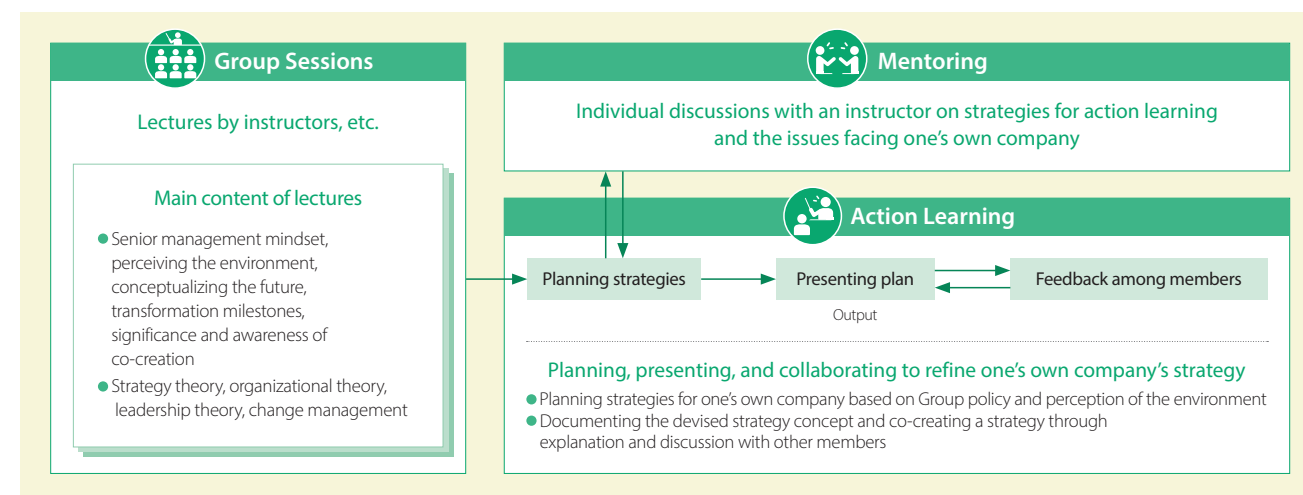 Group Sessions
Lectures by instructors, etc.
Main content of lectures
● Senior management mindset,
perceiving the environment,
conceptualizing the future,
transformation milestones,
significance and awareness of
co-creation
● Strategy theory, organizational theory,
leadership theory, change management
Mentoring
Individual discussions with an instructor on strategies for action learning
and the issues facing one’s own company
Action Learning
Planning strategies
Presenting plan
Feedback among members
Output
Planning, presenting, and collaborating to refine one’s own company’s strategy
● Planning strategies for one’s own company based on Group policy and perception of the environment
● Documenting the devised strategy concept and co-creating a strategy through
explanation and discussion with other members